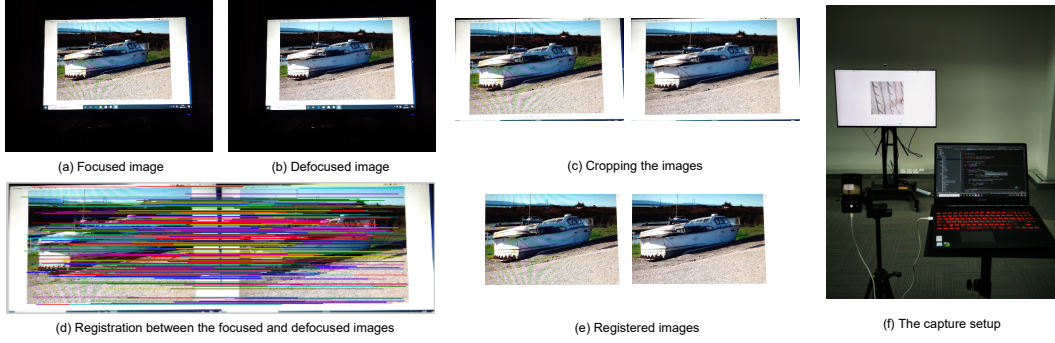 (a) Focused image
(b) Defocused image
(c) Cropping the images
(d) Registration between the focused and defocused images
(e) Registered images
(f) The capture setup